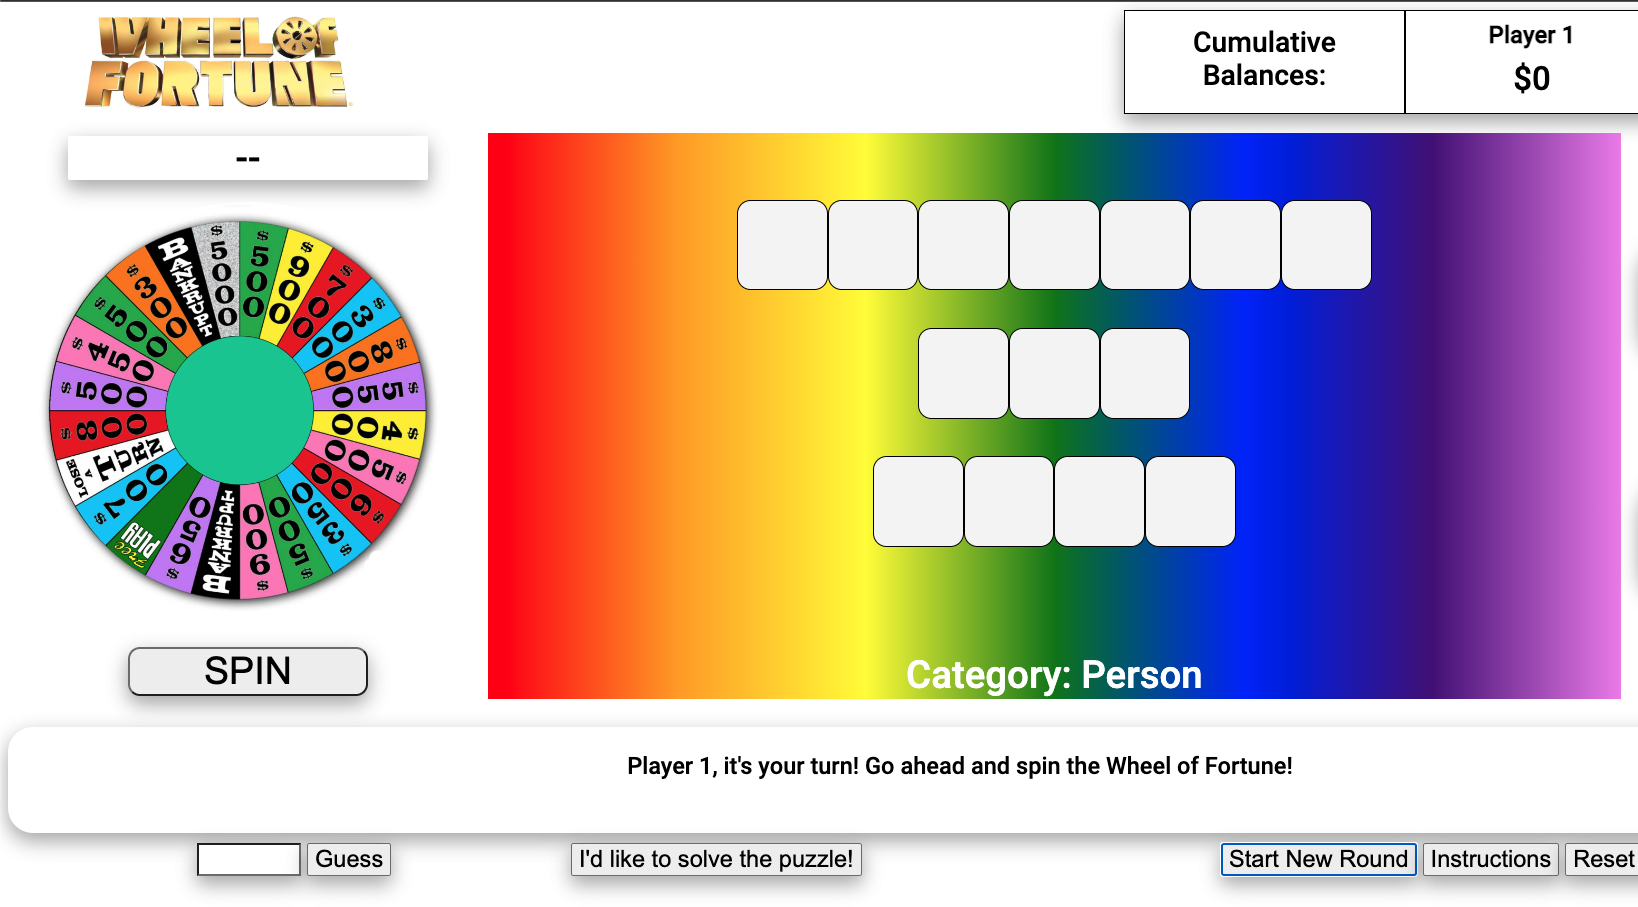 WHEEL OF
FORTUNE
Cumulative
Balances:
Player 1
$0
--
$5000
$500
$900
$700
$300
$800
$550
$400
$500
$600
$350
$500
$900
BANKRUPT
$650
Free PLAY
$700
LOSE A TURN
$800
$500
$450
$500
$300
BANKRUPT
SPIN
Category: Person
Player 1, it's your turn! Go ahead and spin the Wheel of Fortune!
Guess
I'd like to solve the puzzle!
Start New Round
Instructions
Reset